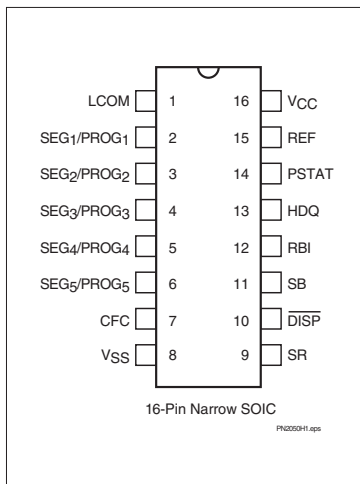 LCOM 1 16 VCC
SEG1/PROG1 2 15 REF
SEG2/PROG2 3 14 PSTAT
SEG3/PROG3 4 13 HDQ
SEG4/PROG4 5 12 RBI
SEG5/PROG5 6 11 SB
CFC 7 10 DISP
VSS 8 9 SR
16-Pin Narrow SOIC
PN2050H1.eps